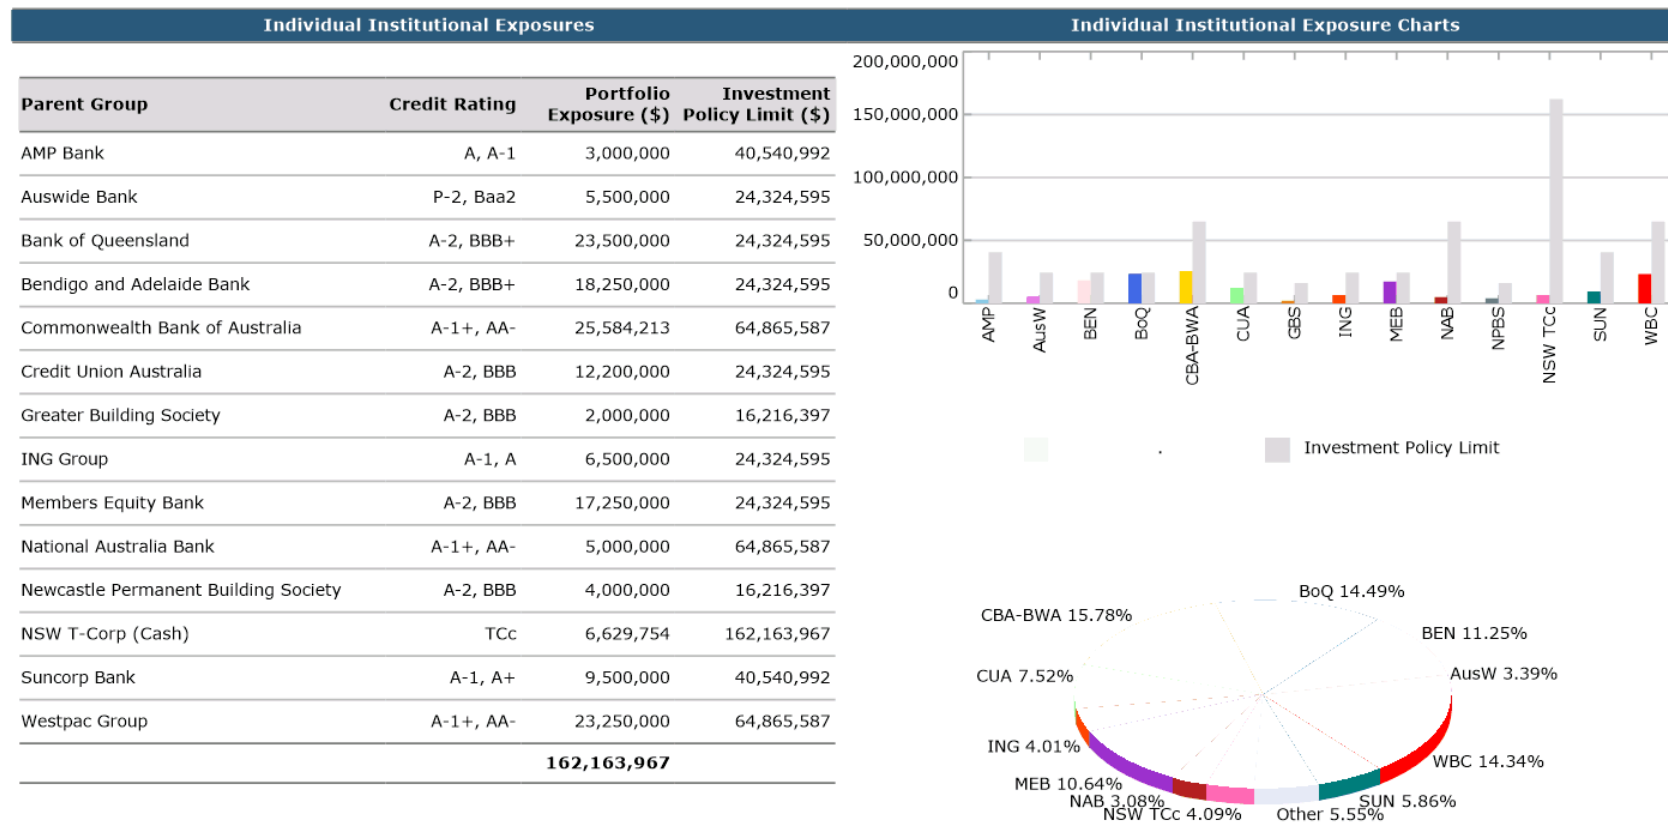 Individual Institutional Exposures
Individual Institutional Exposure Charts
Parent Group Credit Rating Portfolio Exposure ($) Investment Policy Limit ($)
AMP Bank A, A-1 3,000,000 40,540,992
Auswide Bank P-2, Baa2 5,500,000 24,324,595
Bank of Queensland A-2, BBB+ 23,500,000 24,324,595
Bendigo and Adelaide Bank A-2, BBB+ 18,250,000 24,324,595
Commonwealth Bank of Australia A-1+, AA- 25,584,213 64,865,587
Credit Union Australia A-2, BBB 12,200,000 24,324,595
Greater Building Society A-2, BBB 2,000,000 16,216,397
ING Group A-1, A 6,500,000 24,324,595
Members Equity Bank A-2, BBB 17,250,000 24,324,595
National Australia Bank A-1+, AA- 5,000,000 64,865,587
Newcastle Permanent Building Society A-2, BBB 4,000,000 16,216,397
NSW T-Corp (Cash) TCc 6,629,754 162,163,967
Suncorp Bank A-1, A+ 9,500,000 40,540,992
Westpac Group A-1+, AA- 23,250,000 64,865,587
162,163,967
200,000,000
150,000,000
100,000,000
50,000,000
0
AMP AusW BEN BoQ CBA-BWA CUA GBS ING MEB NAB NPBS NSW TCc SUN WBC
. Investment Policy Limit
BoQ 14.49%
CBA-BWA 15.78%
BEN 11.25%
AusW 3.39%
CUA 7.52%
ING 4.01%
WBC 14.34%
MEB 10.64%
NAB 3.08%
SUN 5.86%
NSW TCc 4.09%
Other 5.55%